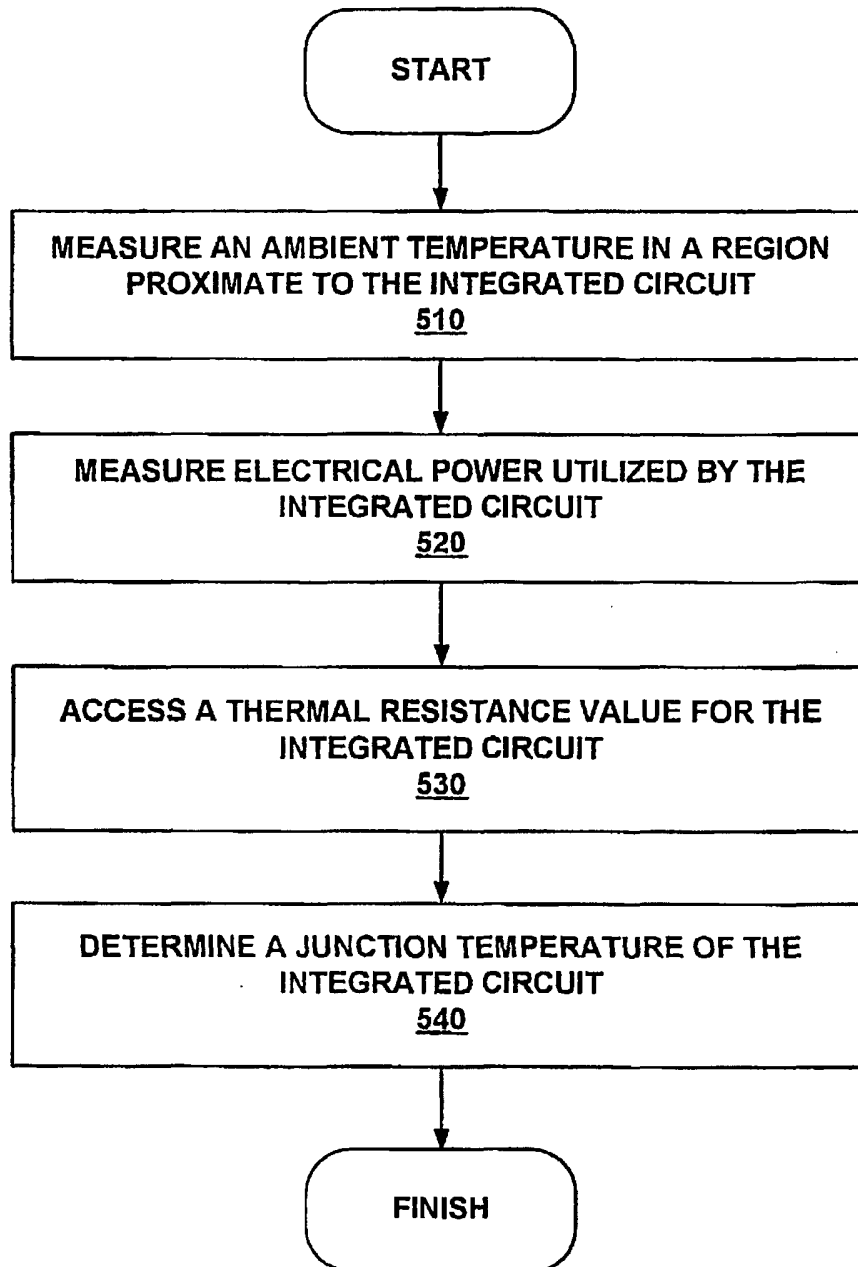 START
MEASURE AN AMBIENT TEMPERATURE IN A REGION
PROXIMATE TO THE INTEGRATED CIRCUIT
510
MEASURE ELECTRICAL POWER UTILIZED BY THE
INTEGRATED CIRCUIT
520
ACCESS A THERMAL RESISTANCE VALUE FOR THE
INTEGRATED CIRCUIT
530
DETERMINE A JUNCTION TEMPERATURE OF THE
INTEGRATED CIRCUIT
540
FINISH